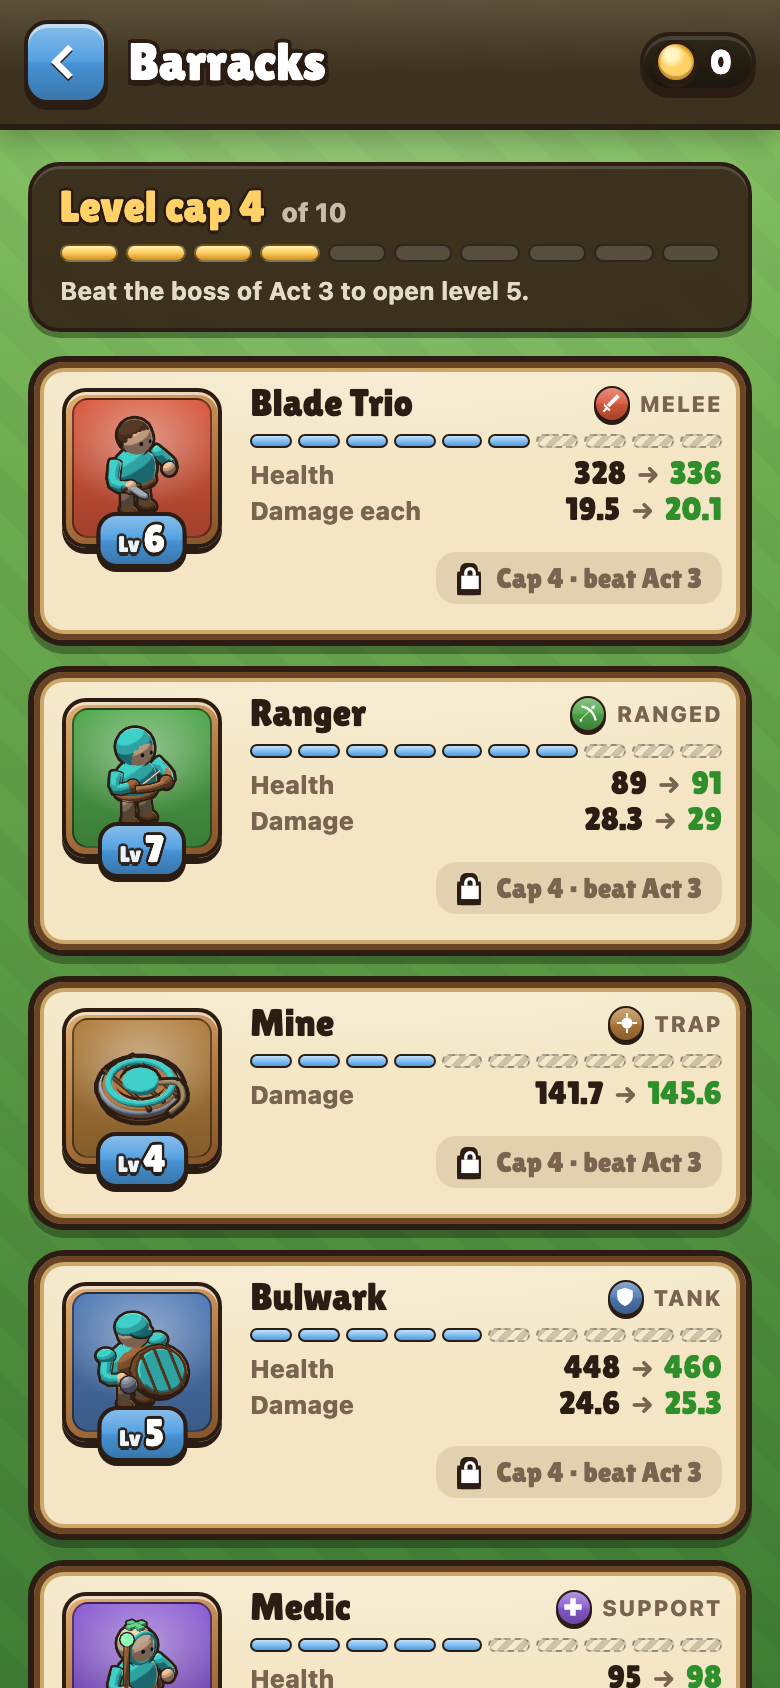 Barracks
0
Level cap 4 of 10
Beat the boss of Act 3 to open level 5.
Blade Trio
MELEE
Health 328 → 336
Damage each 19.5 → 20.1
Lv 6
Cap 4 · beat Act 3
Ranger
RANGED
Health 89 → 91
Damage 28.3 → 29
Lv 7
Cap 4 · beat Act 3
Mine
TRAP
Damage 141.7 → 145.6
Lv 4
Cap 4 · beat Act 3
Bulwark
TANK
Health 448 → 460
Damage 24.6 → 25.3
Lv 5
Cap 4 · beat Act 3
Medic
SUPPORT
Health 95 → 98